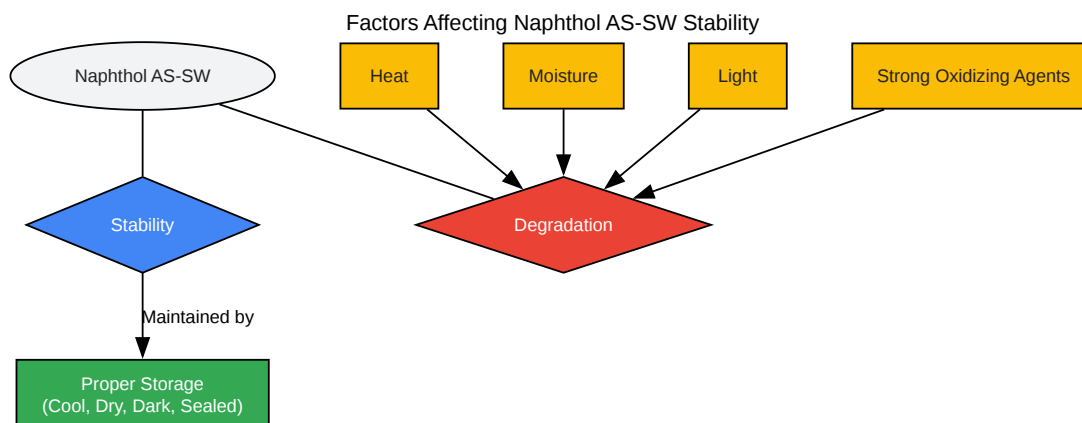 Factors Affecting Naphthol AS-SW Stability
Naphthol AS-SW
Heat
Moisture
Light
Strong Oxidizing Agents
Stability
Degradation
Maintained by
Proper Storage
(Cool, Dry, Dark, Sealed)